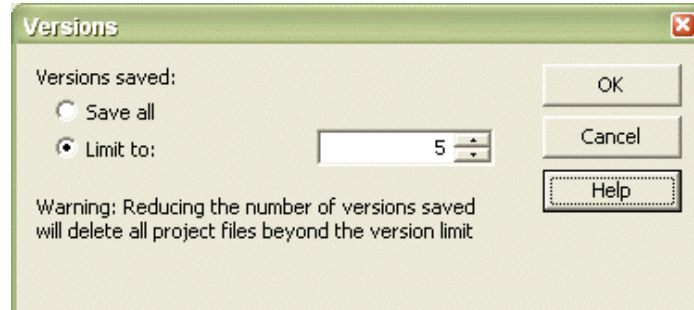 Versions
Versions saved:
Save all
Limit to:
5
Warning: Reducing the number of versions saved
will delete all project files beyond the version limit
OK
Cancel
Help